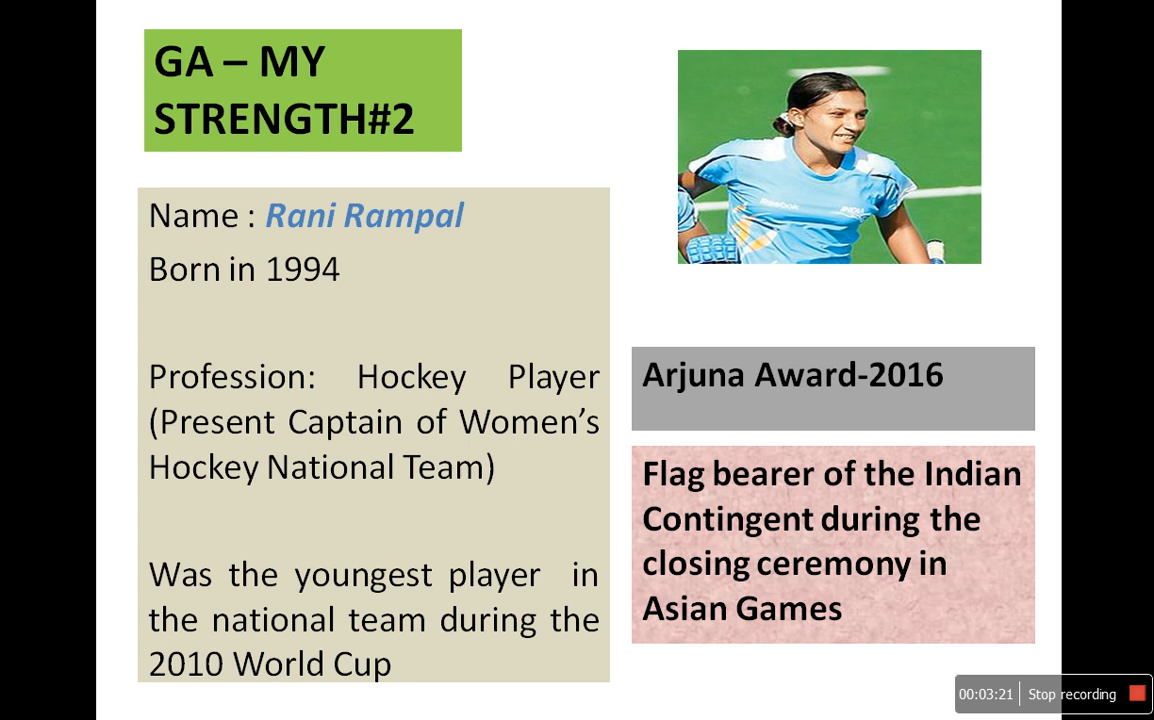 GA – MY
STRENGTH#2
Name : Rani Rampal
Born in 1994
Profession: Hockey Player
(Present Captain of Women’s
Hockey National Team)
Was the youngest player in
the national team during the
2010 World Cup
Reebok
INDIA
Arjuna Award-2016
Flag bearer of the Indian
Contingent during the
closing ceremony in
Asian Games
00:03:21 Stop recording